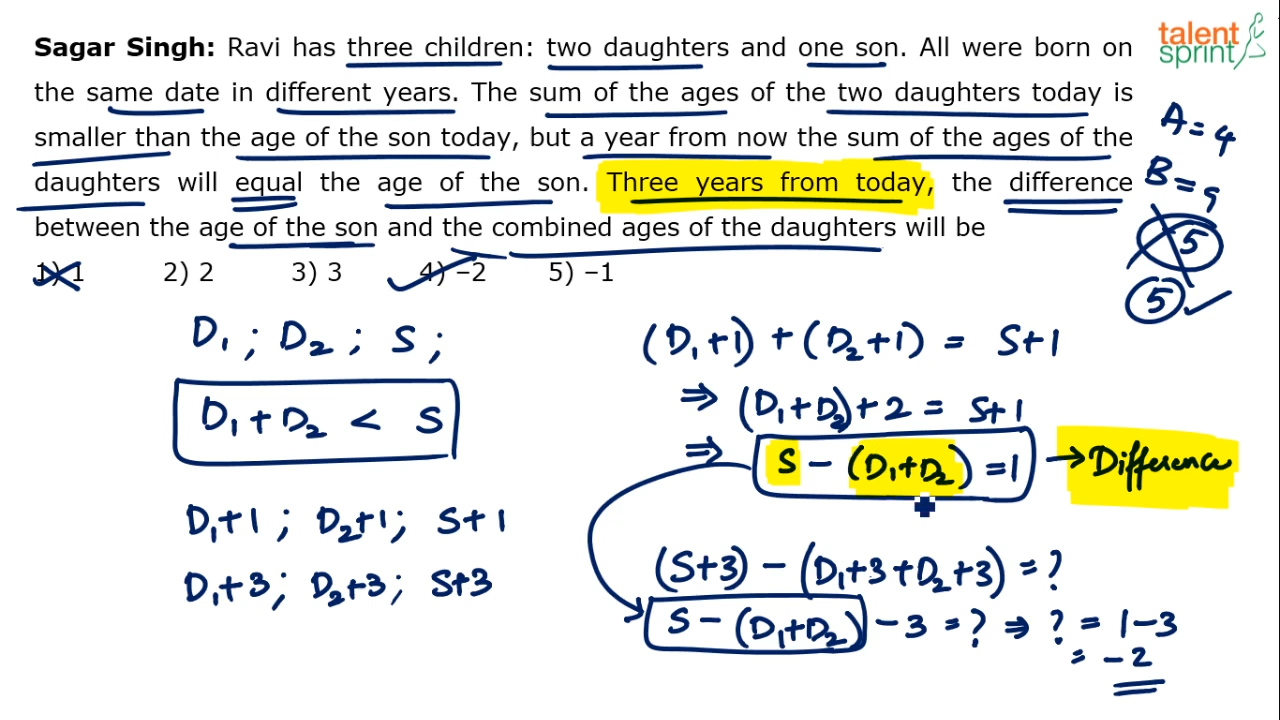 Sagar Singh: Ravi has three children: two daughters and one son. All were born on
the same date in different years. The sum of the ages of the two daughters today is
smaller than the age of the son today, but a year from now the sum of the ages of the
daughters will equal the age of the son. Three years from today, the difference
between the age of the son and the combined ages of the daughters will be
1) 1 2) 2 3) 3 4) –2 5) –1
talent
sprint
A = 4
B = 9
5
5 ✓
D₁ ; D₂ ; S ;
D₁ + D₂ < S
D₁+1 ; D₂+1 ; S+1
D₁+3 ; D₂+3 ; S+3
(D₁+1) + (D₂+1) = S+1
⇒ (D₁+D₂)+2 = S+1
⇒ S – (D₁+D₂) = 1 → Difference
(S+3) – (D₁+3+D₂+3) = ?
S – (D₁+D₂) – 3 = ? ⇒ ? = 1–3
= –2